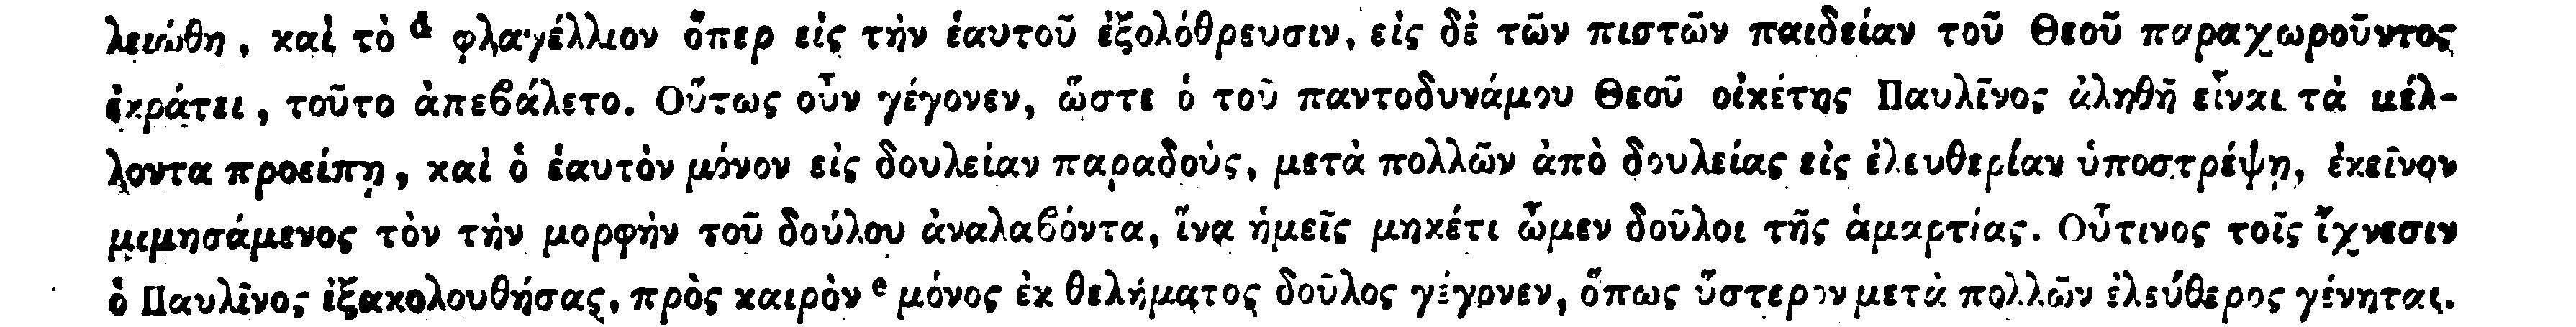 λειώθη, καὶ τὸ d φλαγέλλιον ὅπερ εἰς τὴν ἑαυτοῦ ἐξολόθρευσιν, εἰς δὲ τῶν πιστῶν παιδείαν τοῦ Θεοῦ παραχωροῦντος
ἐκράτει, τοῦτο ἀπεβάλετο. Οὕτως οὖν γέγονεν, ὥστε ὁ τοῦ παντοδυνάμου Θεοῦ οἰκέτης Παυλῖνος ἀληθῆ εἶναι τὰ μέλ-
λοντα προείπῃ, καὶ ὁ ἑαυτὸν μόνον εἰς δουλείαν παραδοὺς, μετὰ πολλῶν ἀπὸ δουλείας εἰς ἐλευθερίαν ὑποστρέψῃ, ἐκεῖνον
μιμησάμενος τὸν τὴν μορφὴν τοῦ δούλου ἀναλαβόντα, ἵνα ἡμεῖς μηκέτι ὦμεν δοῦλοι τῆς ἁμαρτίας. Οὗτινος τοῖς ἴχνεσιν
ὁ Παυλῖνος ἐξακολουθήσας, πρὸς καιρὸν e μόνος ἐκ θελήματος δοῦλος γέγονεν, ὅπως ὕστερον μετὰ πολλῶν ἐλεύθερος γένηται.